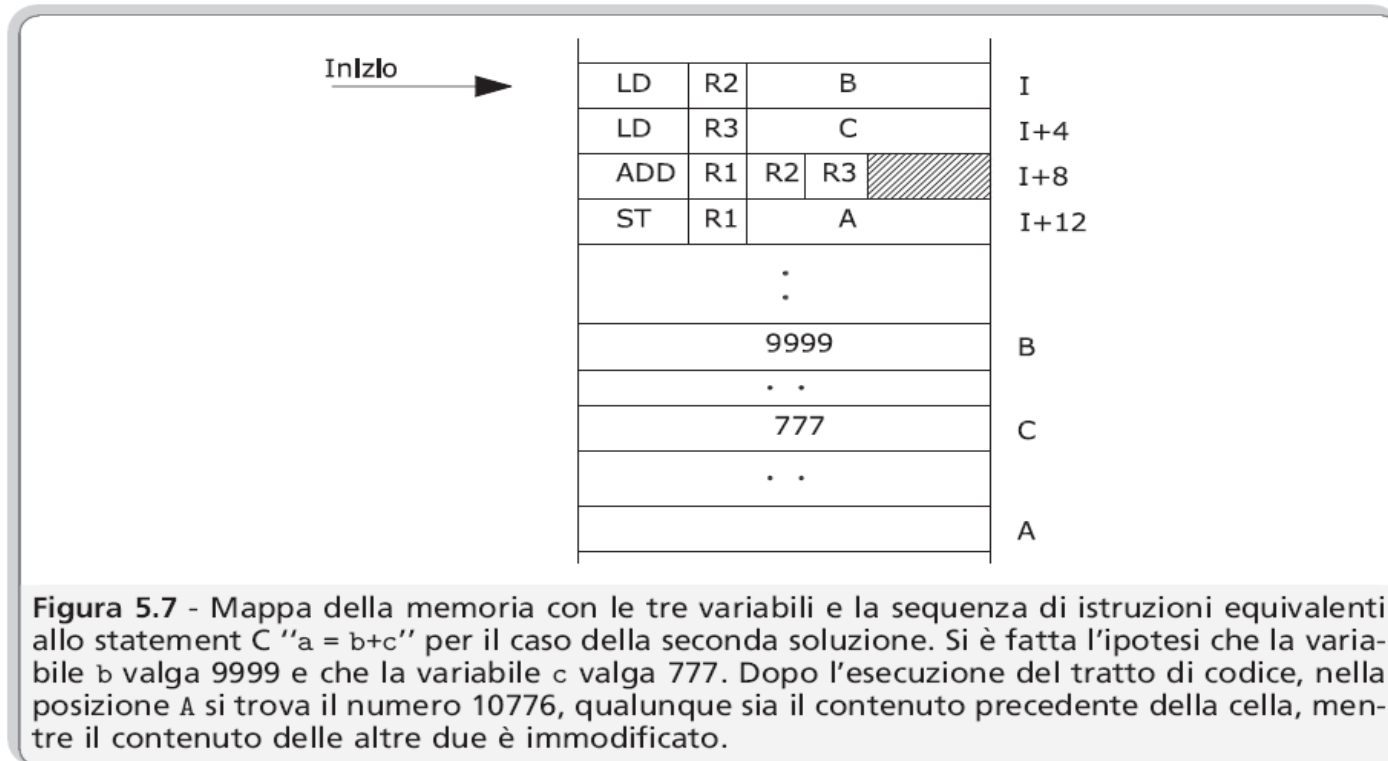 InIzIo
LD R2 B I
LD R3 C I+4
ADD R1 R2 R3 I+8
ST R1 A I+12
9999 B
777 C
A
Figura 5.7 - Mappa della memoria con le tre variabili e la sequenza di istruzioni equivalenti
allo statement C ''a = b+c'' per il caso della seconda soluzione. Si è fatta l'ipotesi che la varia-
bile b valga 9999 e che la variabile c valga 777. Dopo l'esecuzione del tratto di codice, nella
posizione A si trova il numero 10776, qualunque sia il contenuto precedente della cella, men-
tre il contenuto delle altre due è immodificato.